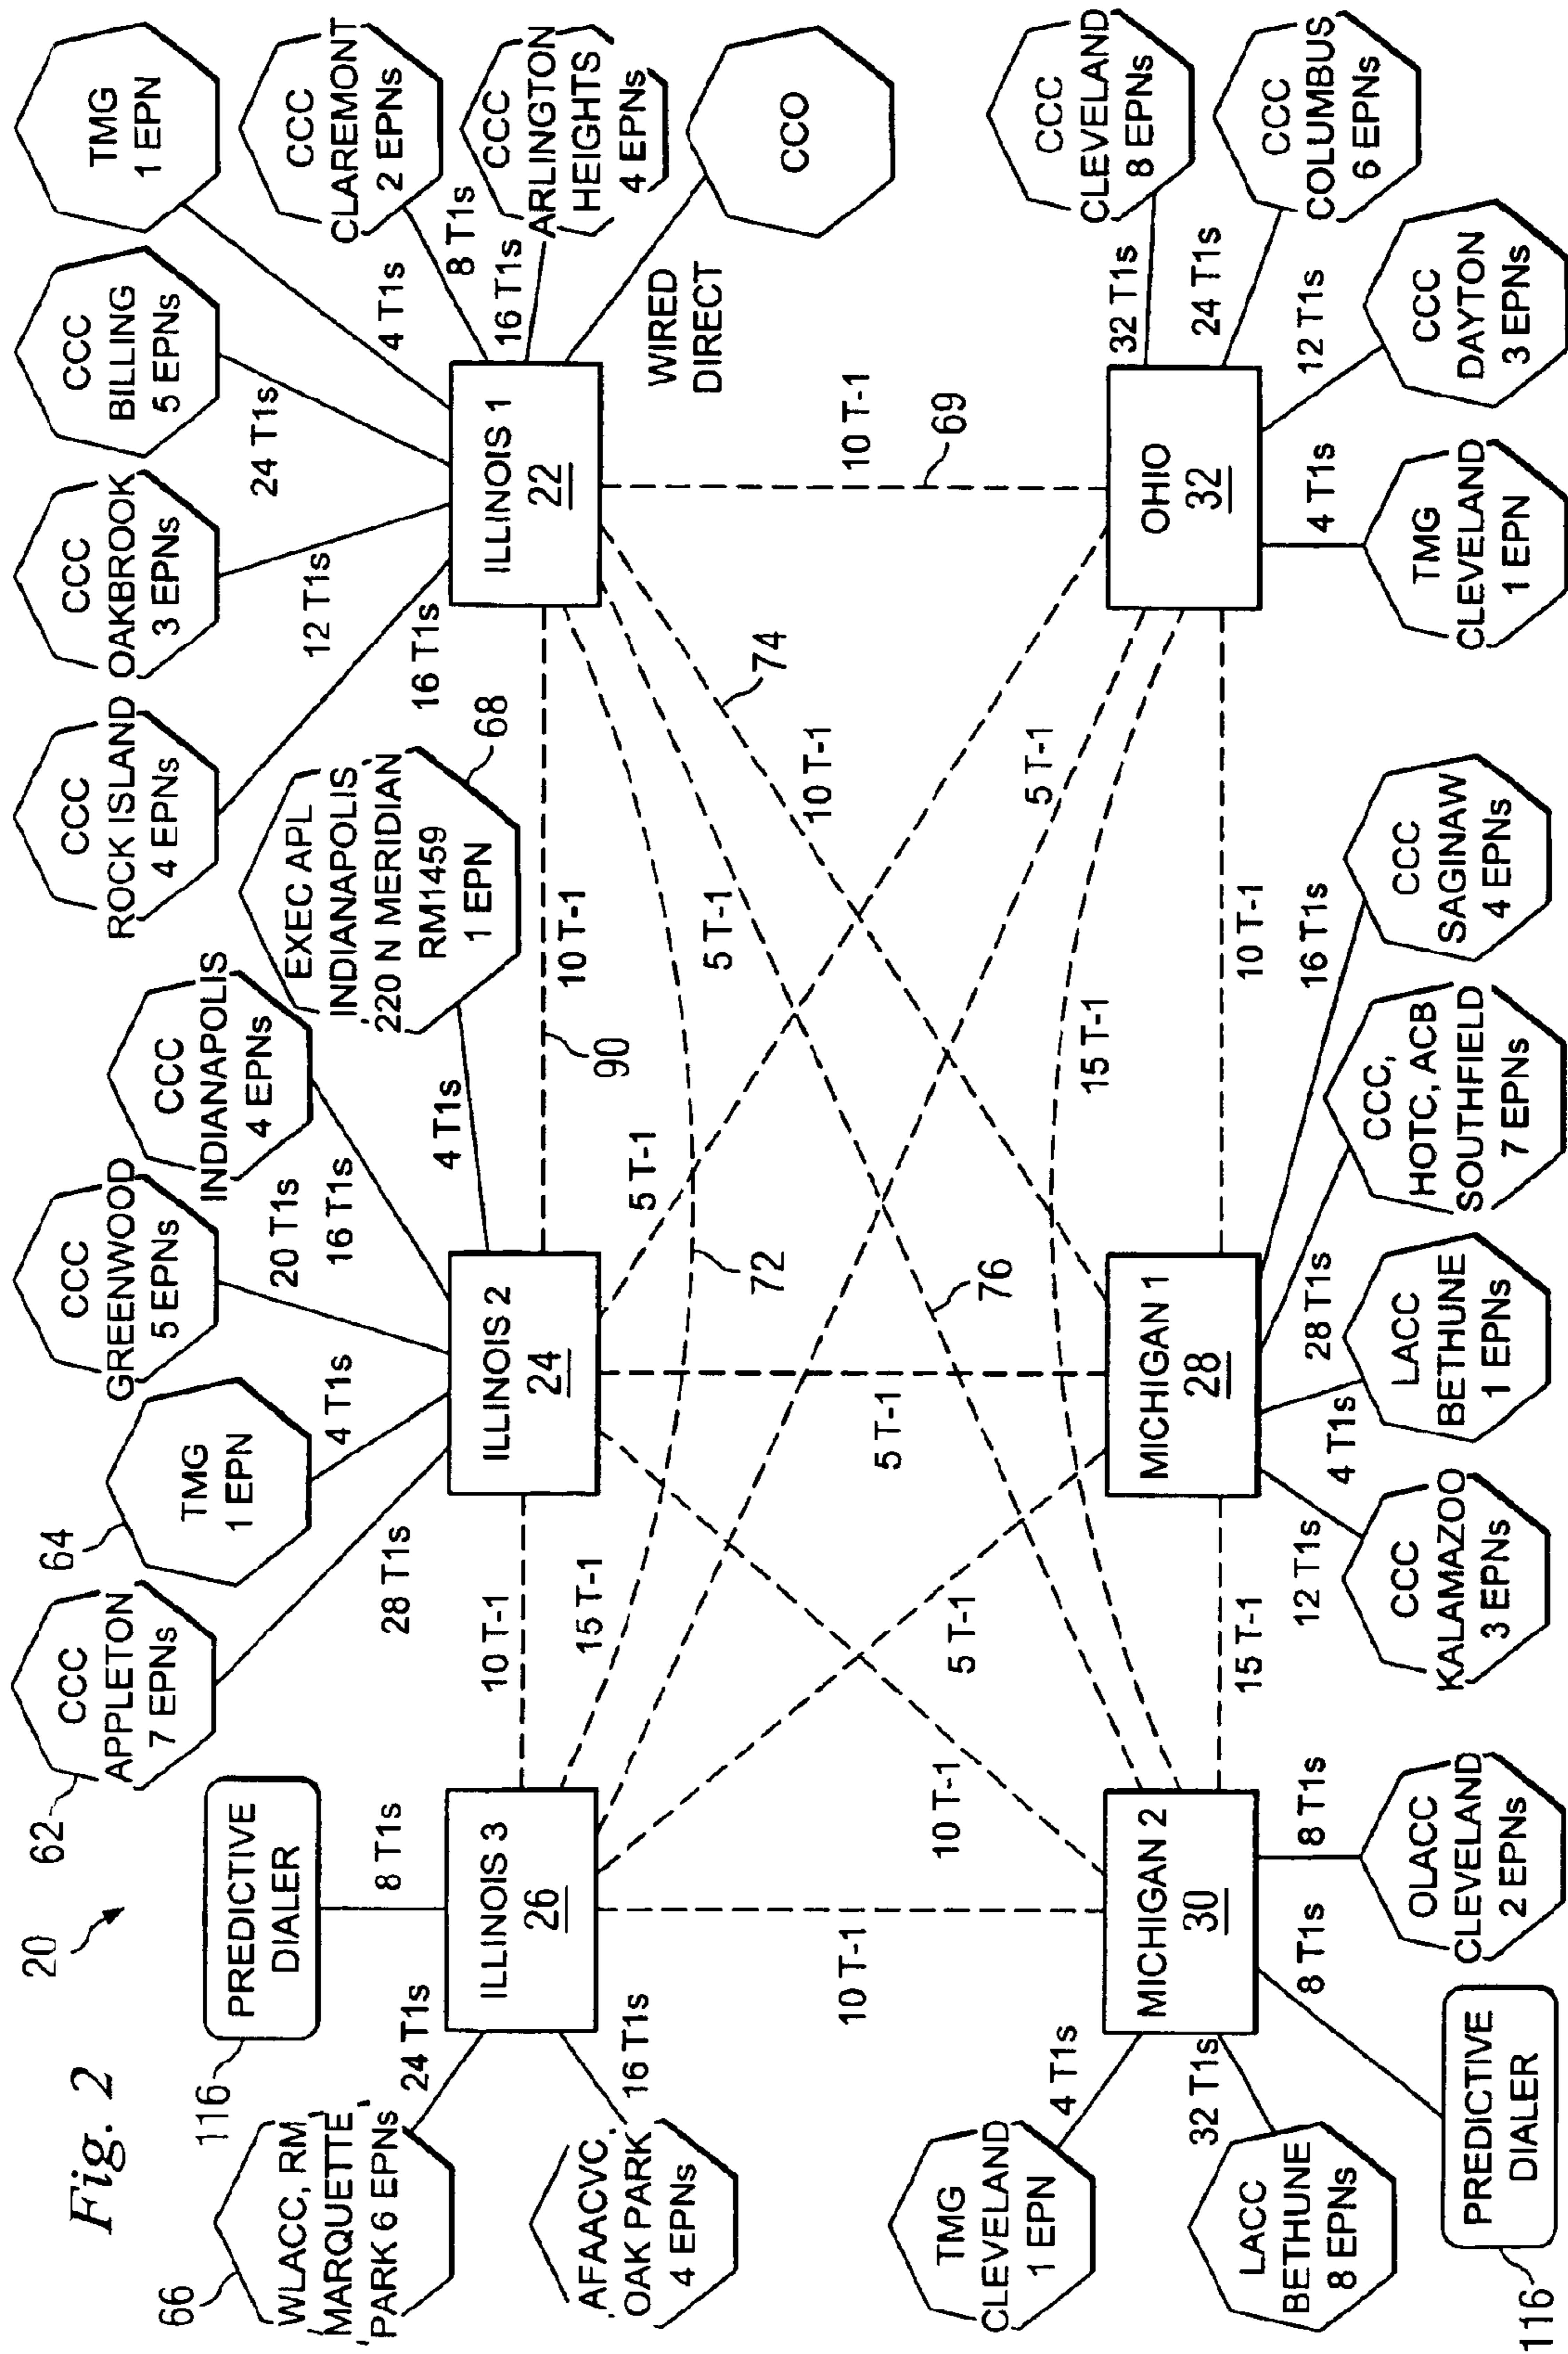 Fig. 2
20
62
64
66
116
PREDICTIVE
DIALER
8 T1s
WLACC, RM
MARQUETTE
PARK 6 EPNs
24 T1s
AFAACVC
OAK PARK
4 EPNs
16 T1s
ILLINOIS 3
26
CCC
APPLETON
7 EPNs
28 T1s
TMG
1 EPN
4 T1s
CCC
GREENWOOD
5 EPNs
20 T1s
CCC
INDIANAPOLIS
4 EPNs
16 T1s
EXEC APL
INDIANAPOLIS
220 N MERIDIAN
RM1459
1 EPN
68
4 T1s
ILLINOIS 2
24
CCC
ROCK ISLAND
4 EPNs
16 T1s
CCC
OAKBROOK
3 EPNs
12 T1s
CCC
BILLING
5 EPNs
24 T1s
TMG
1 EPN
4 T1s
CCC
CLAREMONT
2 EPNs
8 T1s
CCC
ARLINGTON
HEIGHTS
4 EPNs
16 T1s
CCO
WIRED
DIRECT
ILLINOIS 1
22
10 T-1
15 T-1
10 T-1
90
5 T-1
72
5 T-1
74
10 T-1
10 T-1
69
10 T-1
10 T-1
5 T-1
5 T-1
76
15 T-1
5 T-1
15 T-1
10 T-1
TMG
CLEVELAND
1 EPN
4 T1s
LACC
BETHUNE
8 EPNs
32 T1s
PREDICTIVE
DIALER
116
8 T1s
OLACC
CLEVELAND
2 EPNs
8 T1s
MICHIGAN 2
30
CCC
KALAMAZOO
3 EPNs
12 T1s
LACC
BETHUNE
1 EPNs
4 T1s
CCC,
HOTC, ACB
SOUTHFIELD
7 EPNs
28 T1s
CCC
SAGINAW
4 EPNs
16 T1s
MICHIGAN 1
28
TMG
CLEVELAND
1 EPN
4 T1s
CCC
DAYTON
3 EPNs
12 T1s
CCC
COLUMBUS
6 EPNs
24 T1s
CCC
CLEVELAND
8 EPNs
32 T1s
OHIO
32